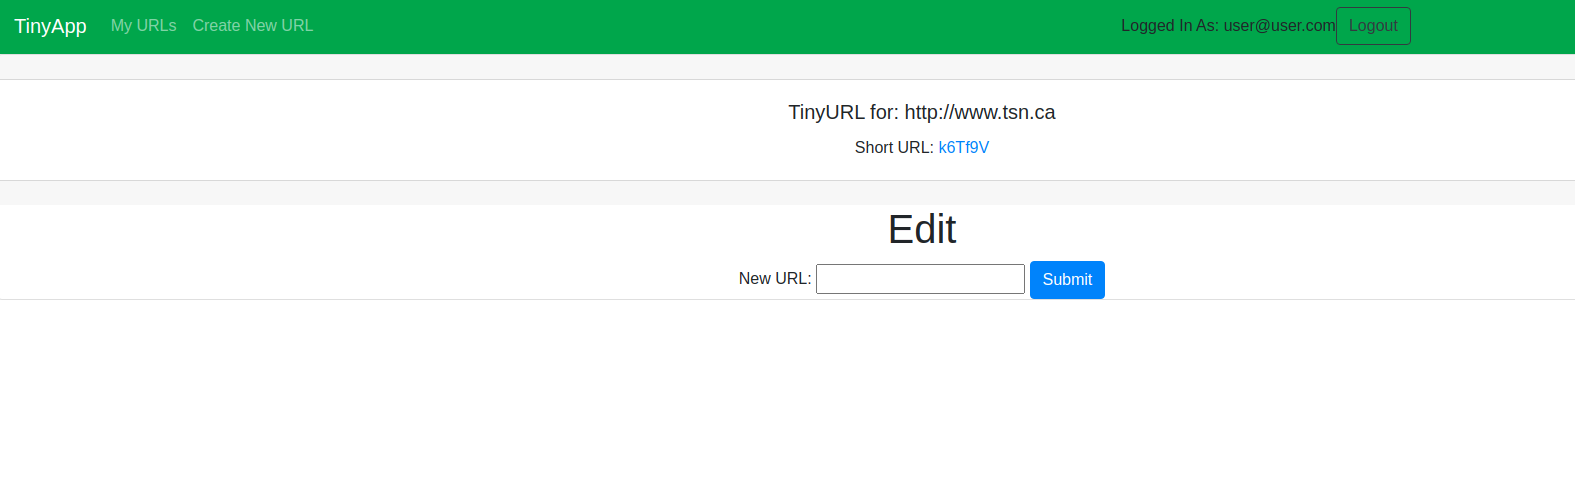 TinyApp My URLs Create New URL Logged In As: user@user.com Logout
TinyURL for: http://www.tsn.ca
Short URL: k6Tf9V
Edit
New URL: Submit